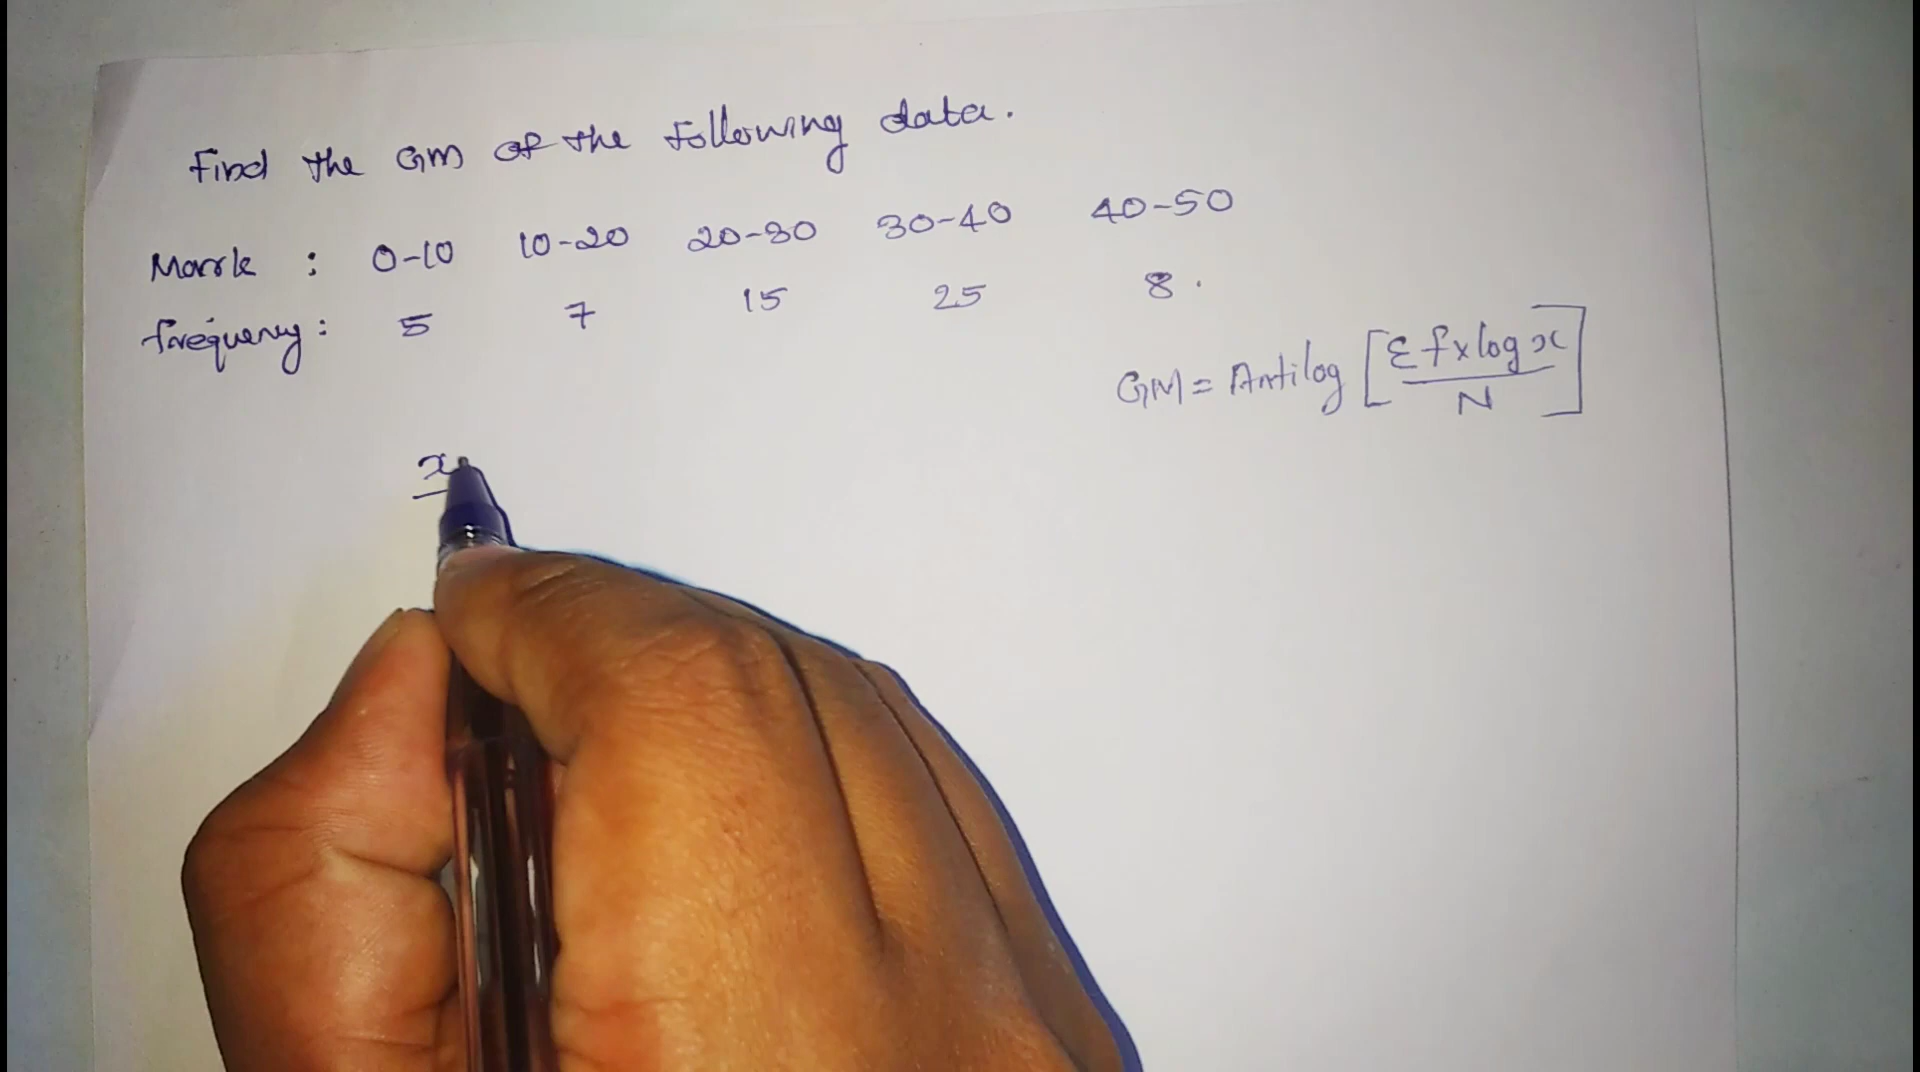 Find the GM of the following data.
Mark : 0-10 10-20 20-30 30-40 40-50
frequency: 5 7 15 25 8.
GM = Antilog [Σf×log x / N]
x